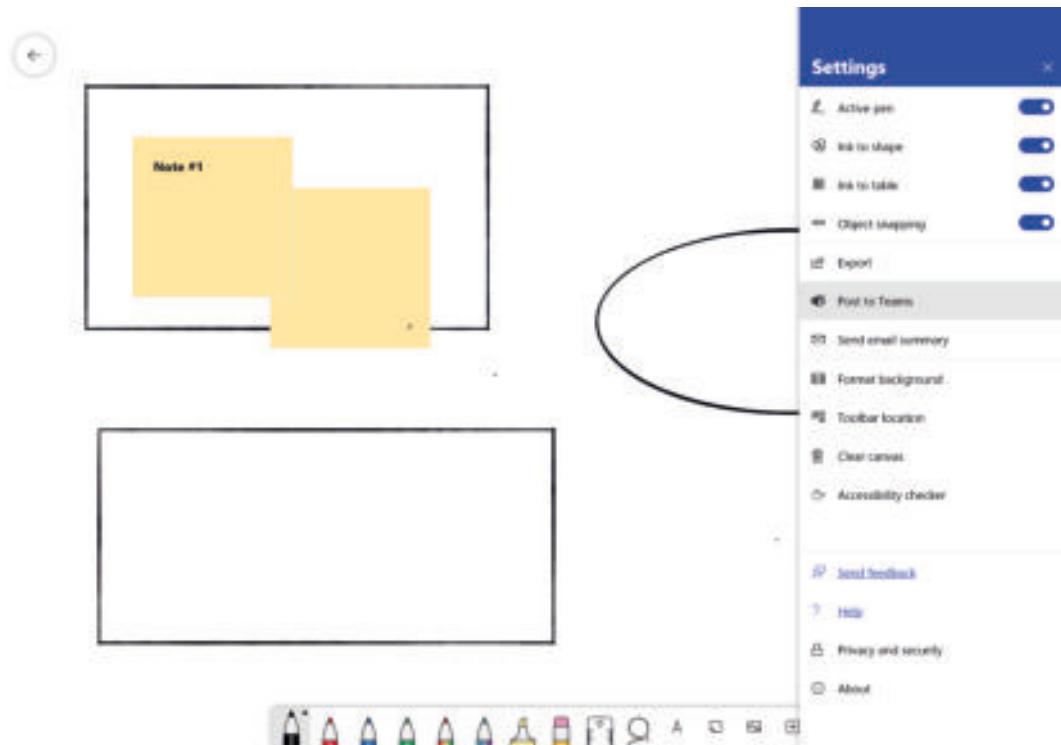 Note #1
Settings
Active pen
Ink to shape
Ink to table
Object snapping
Export
Post to Teams
Send email summary
Format background
Toolbar location
Clear canvas
Accessibility checker
Send feedback
Help
Privacy and security
About